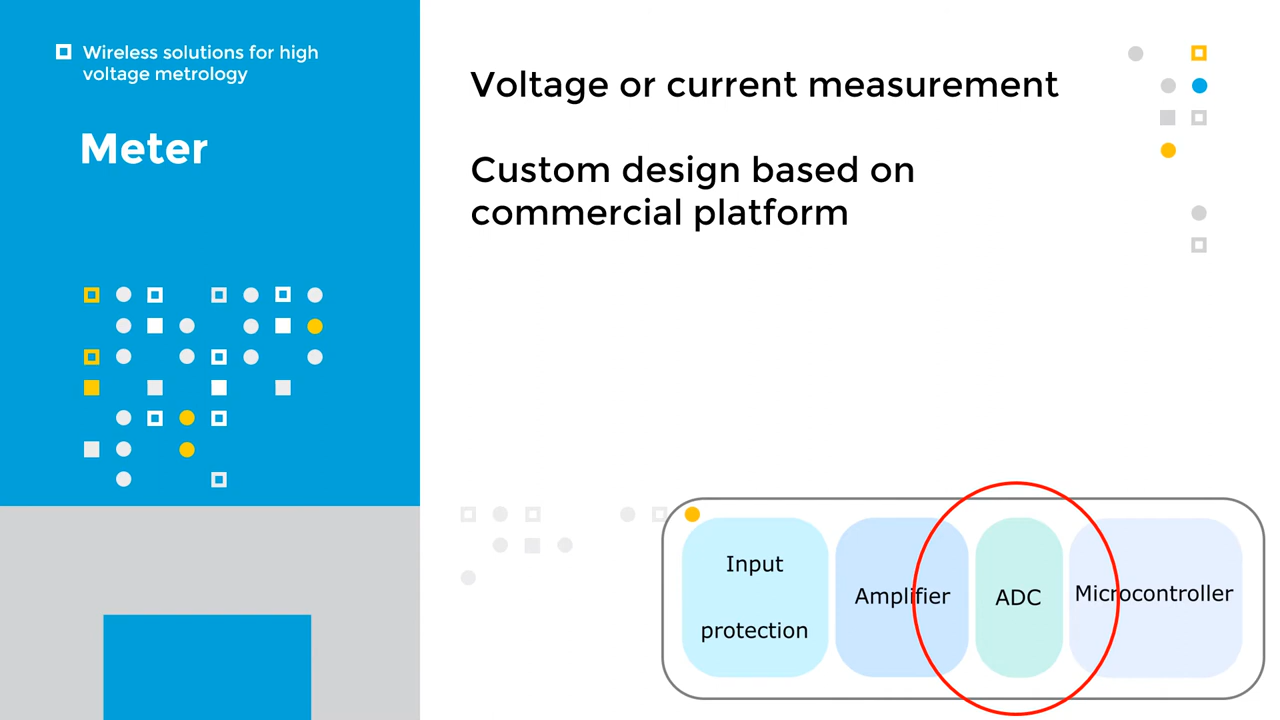 Wireless solutions for high
voltage metrology
Meter
Voltage or current measurement
Custom design based on
commercial platform
Input
protection
Amplifier
ADC
Microcontroller